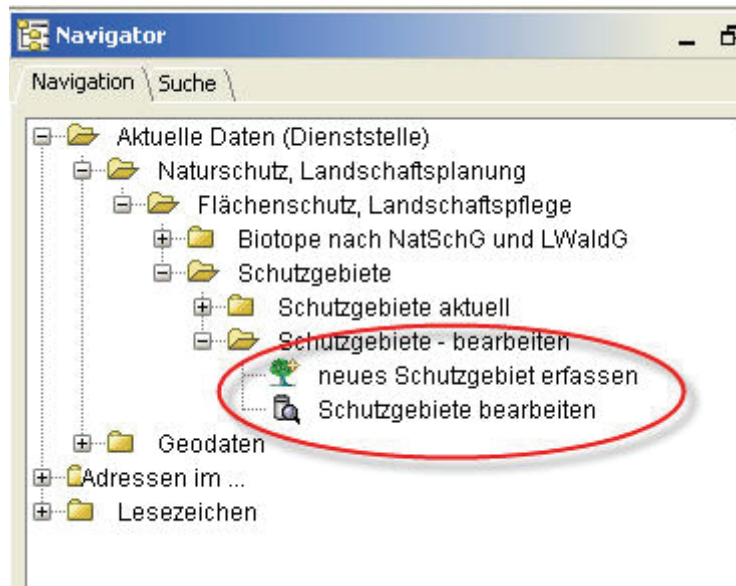 Navigator
Navigation Suche
Aktuelle Daten (Dienststelle)
Naturschutz, Landschaftsplanung
Flächenschutz, Landschaftspflege
Biotope nach NatSchG und LWaldG
Schutzgebiete
Schutzgebiete aktuell
Schutzgebiete - bearbeiten
neues Schutzgebiet erfassen
Schutzgebiete bearbeiten
Geodaten
Adressen im ...
Lesezeichen